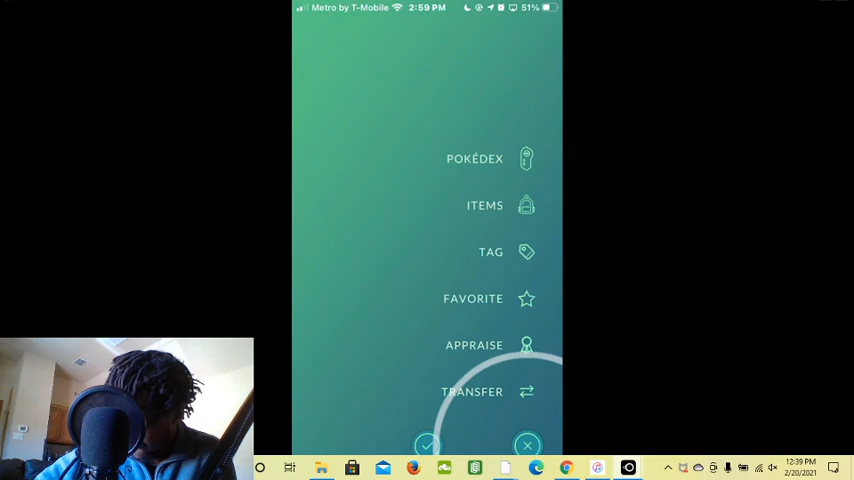 Metro by T-Mobile 2:59 PM 51%
POKÉDEX
ITEMS
TAG
FAVORITE
APPRAISE
TRANSFER
12:39 PM
2/20/2021